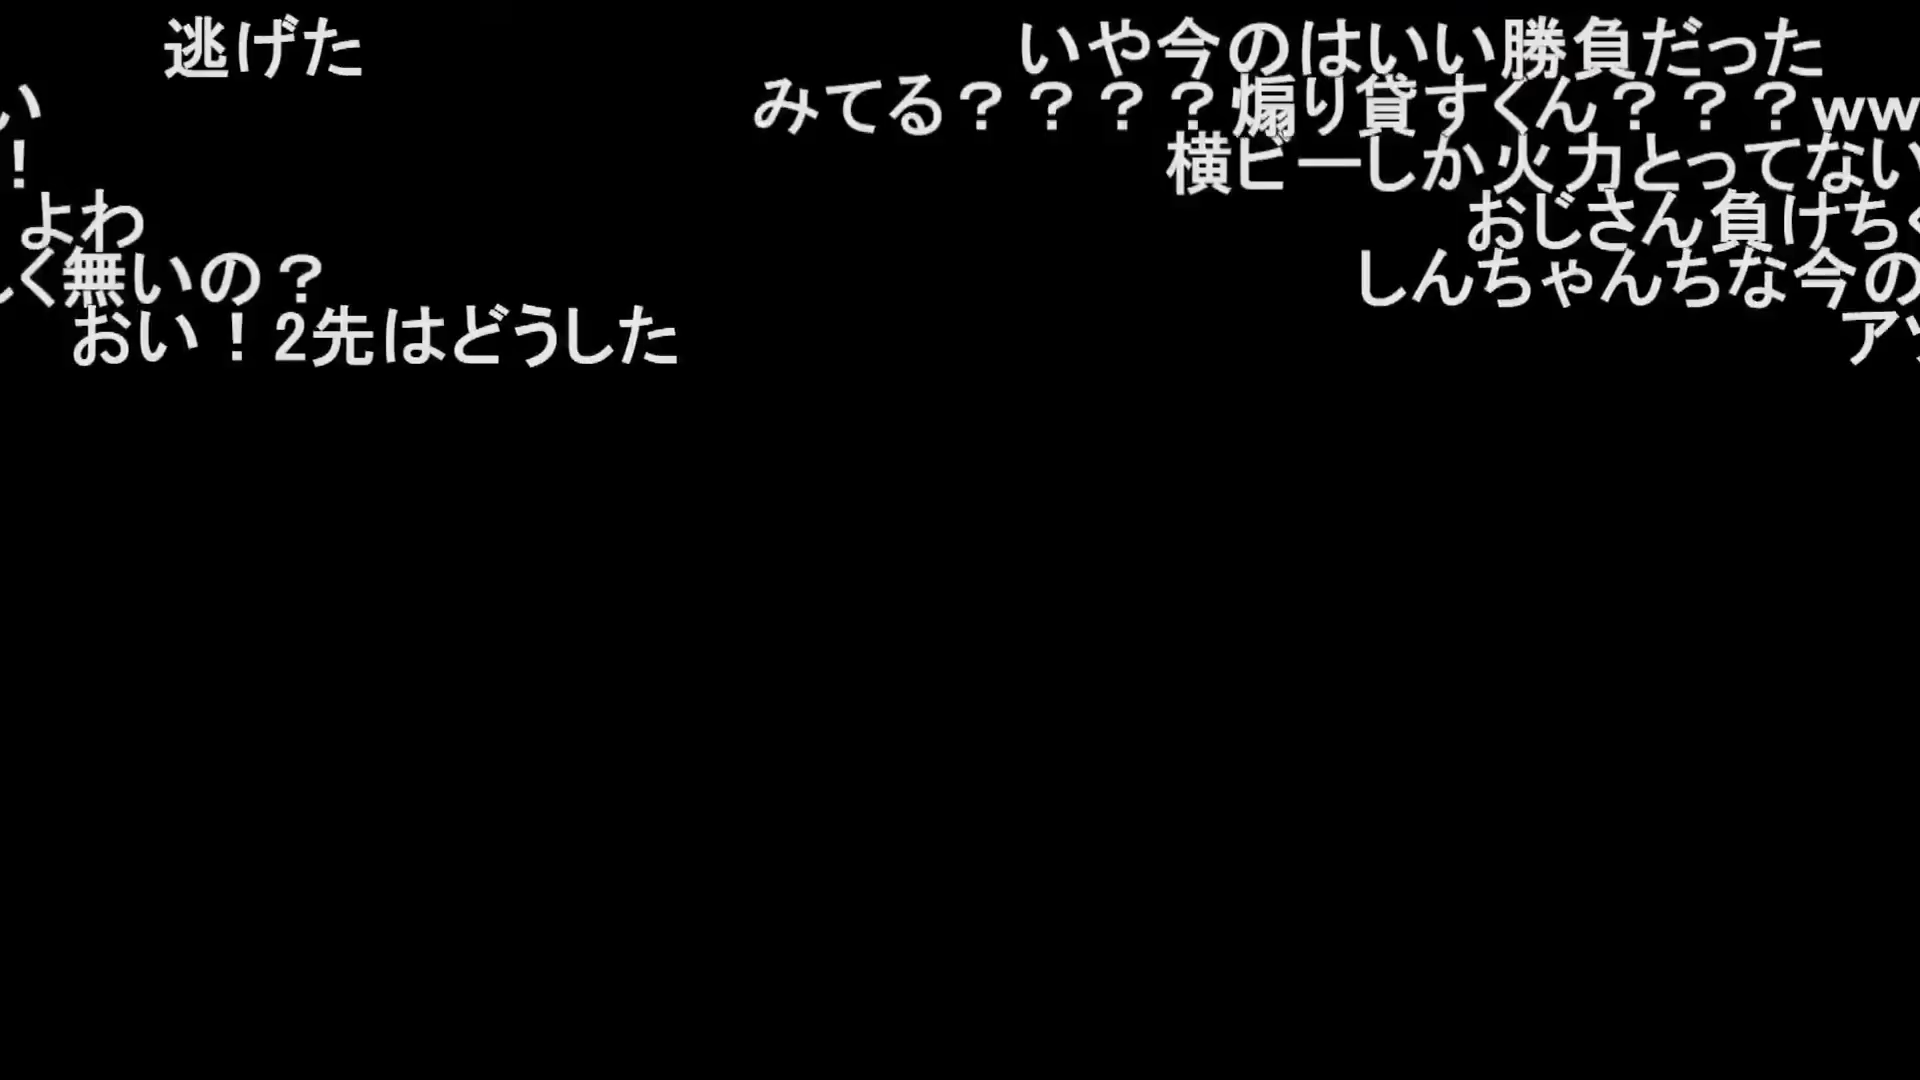 逃げた
いや今のはいい勝負だった
い
みてる？？？？煽り貸すくん？？？ww
！
横ビーしか火力とってない
よわ
おじさん負けちく
しく無いの？
しんちゃんちな今の
おい！2先はどうした
アソ